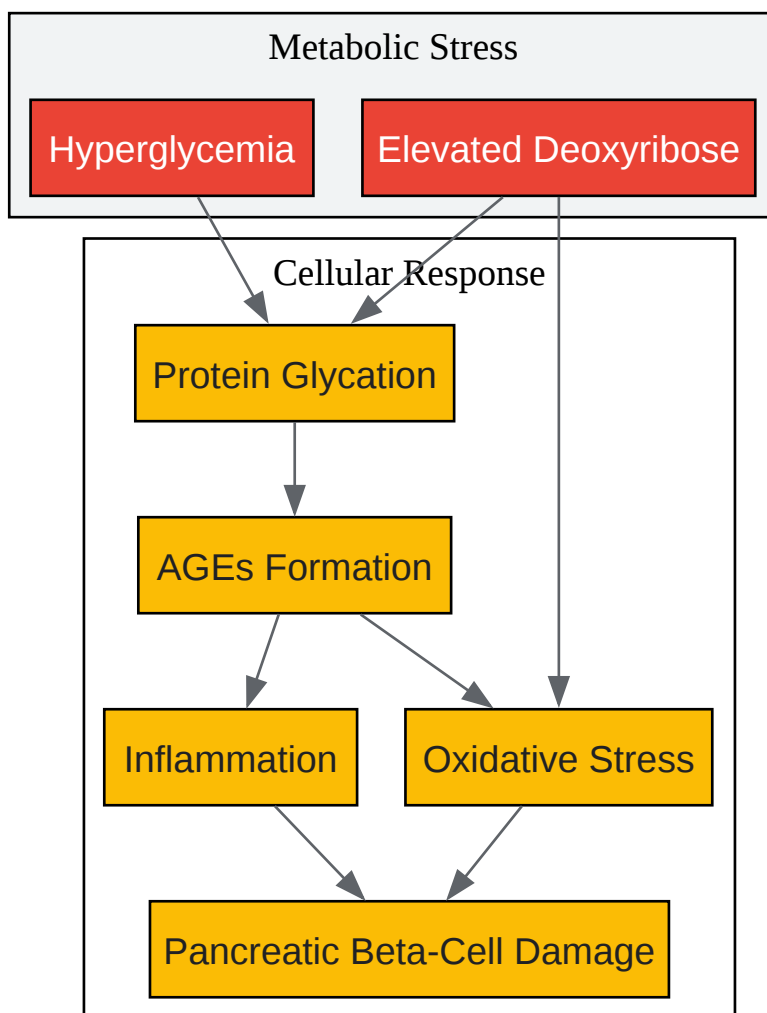 Metabolic Stress
Hyperglycemia
Elevated Deoxyribose
Cellular Response
Protein Glycation
AGEs Formation
Inflammation
Oxidative Stress
Pancreatic Beta-Cell Damage